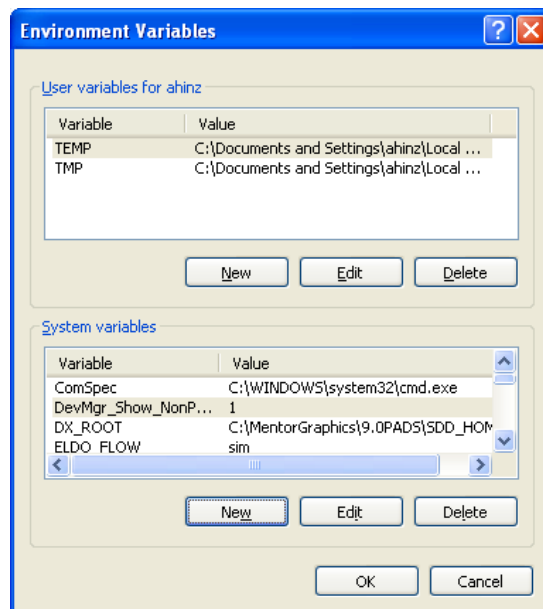 Environment Variables
User variables for ahinz
Variable Value
TEMP C:\Documents and Settings\ahinz\Local ...
TMP C:\Documents and Settings\ahinz\Local ...
New Edit Delete
System variables
Variable Value
ComSpec C:\WINDOWS\system32\cmd.exe
DevMgr_Show_NonP... 1
DX_ROOT C:\MentorGraphics\9.0PADS\SDD_HOM
ELDO_FLOW sim
New Edit Delete
OK Cancel